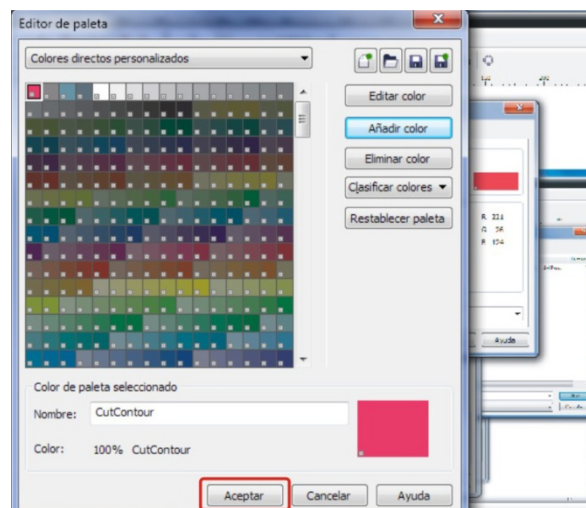 Editor de paleta
Colores directos personalizados
Editar color
Añadir color
Eliminar color
Clasificar colores
Restablecer paleta
Color de paleta seleccionado
Nombre: CutContour
Color: 100% CutContour
Aceptar Cancelar Ayuda
Ayuda